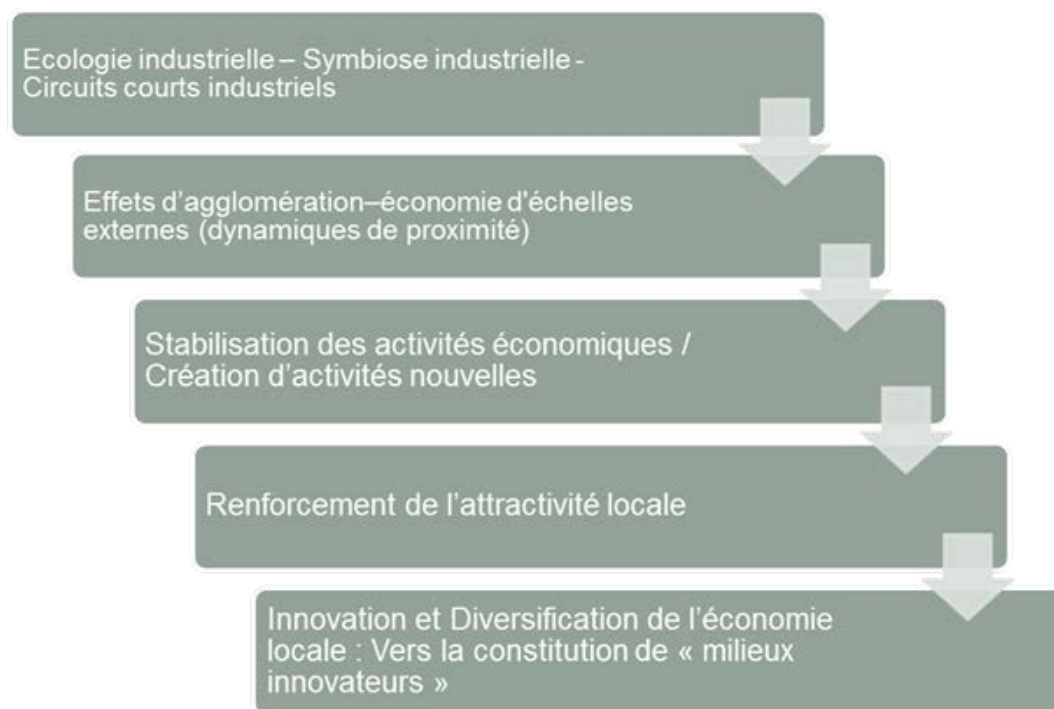 Ecologie industrielle – Symbiose industrielle -
Circuits courts industriels
Effets d’agglomération–économie d'échelles
externes (dynamiques de proximité)
Stabilisation des activités économiques /
Création d’activités nouvelles
Renforcement de l’attractivité locale
Innovation et Diversification de l’économie
locale : Vers la constitution de « milieux
innovateurs »